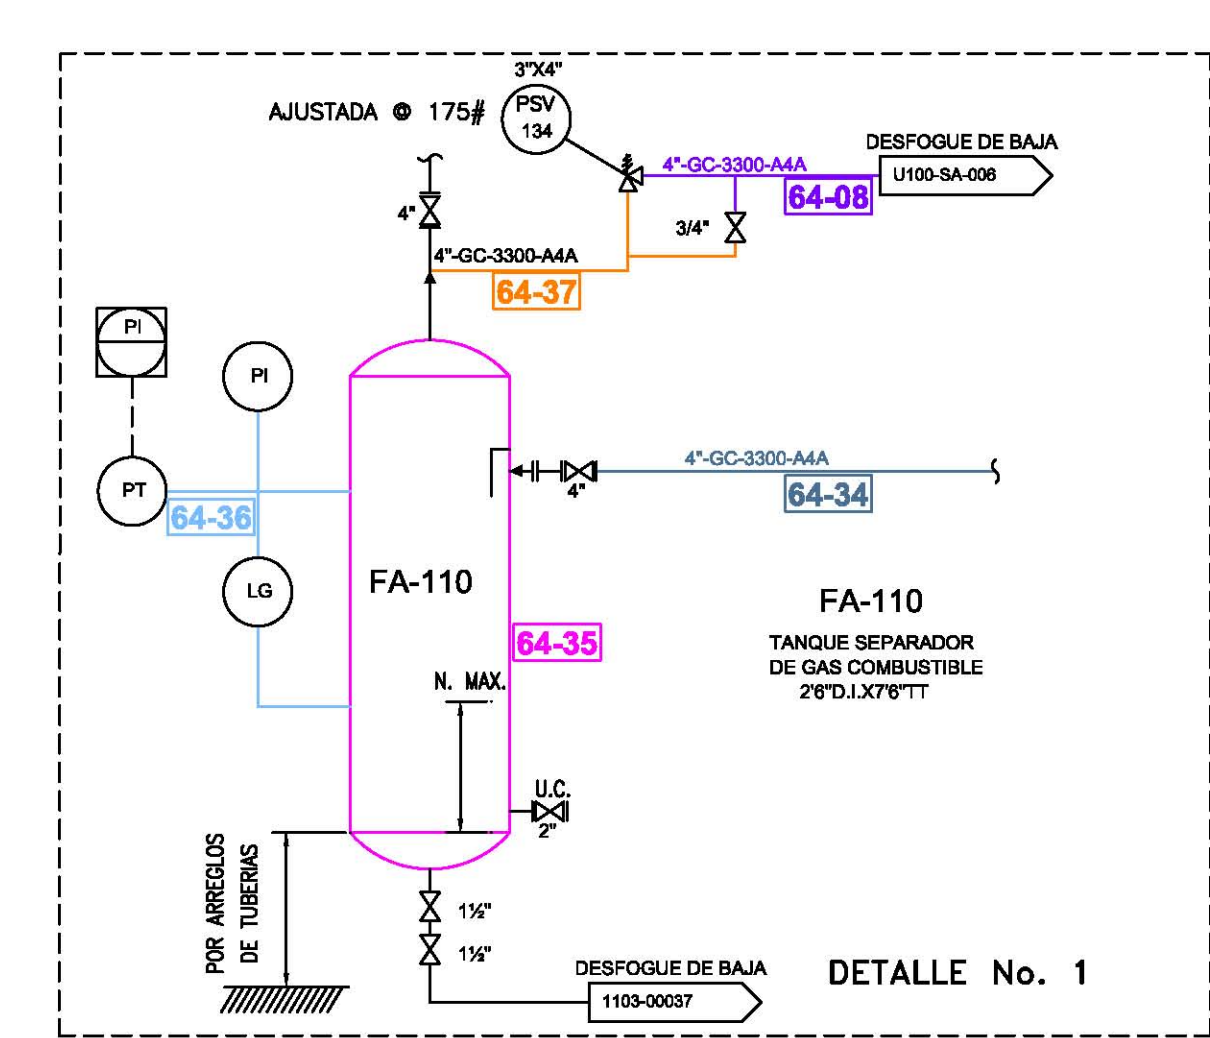 3"X4"
AJUSTADA @ 175#
PSV
134
DESFOGUE DE BAJA
4"-GC-3300-A4A
U100-SA-006
64-08
4"
3/4"
4"-GC-3300-A4A
64-37
PI
PI
4"-GC-3300-A4A
PT
64-36
4"
64-34
LG
FA-110
FA-110
64-35
TANQUE SEPARADOR
DE GAS COMBUSTIBLE
2'6"D.I.X7'6"TT
N. MAX.
U.C.
2"
POR ARREGLOS
DE TUBERIAS
1½"
1½"
DESFOGUE DE BAJA
1103-00037
DETALLE No. 1